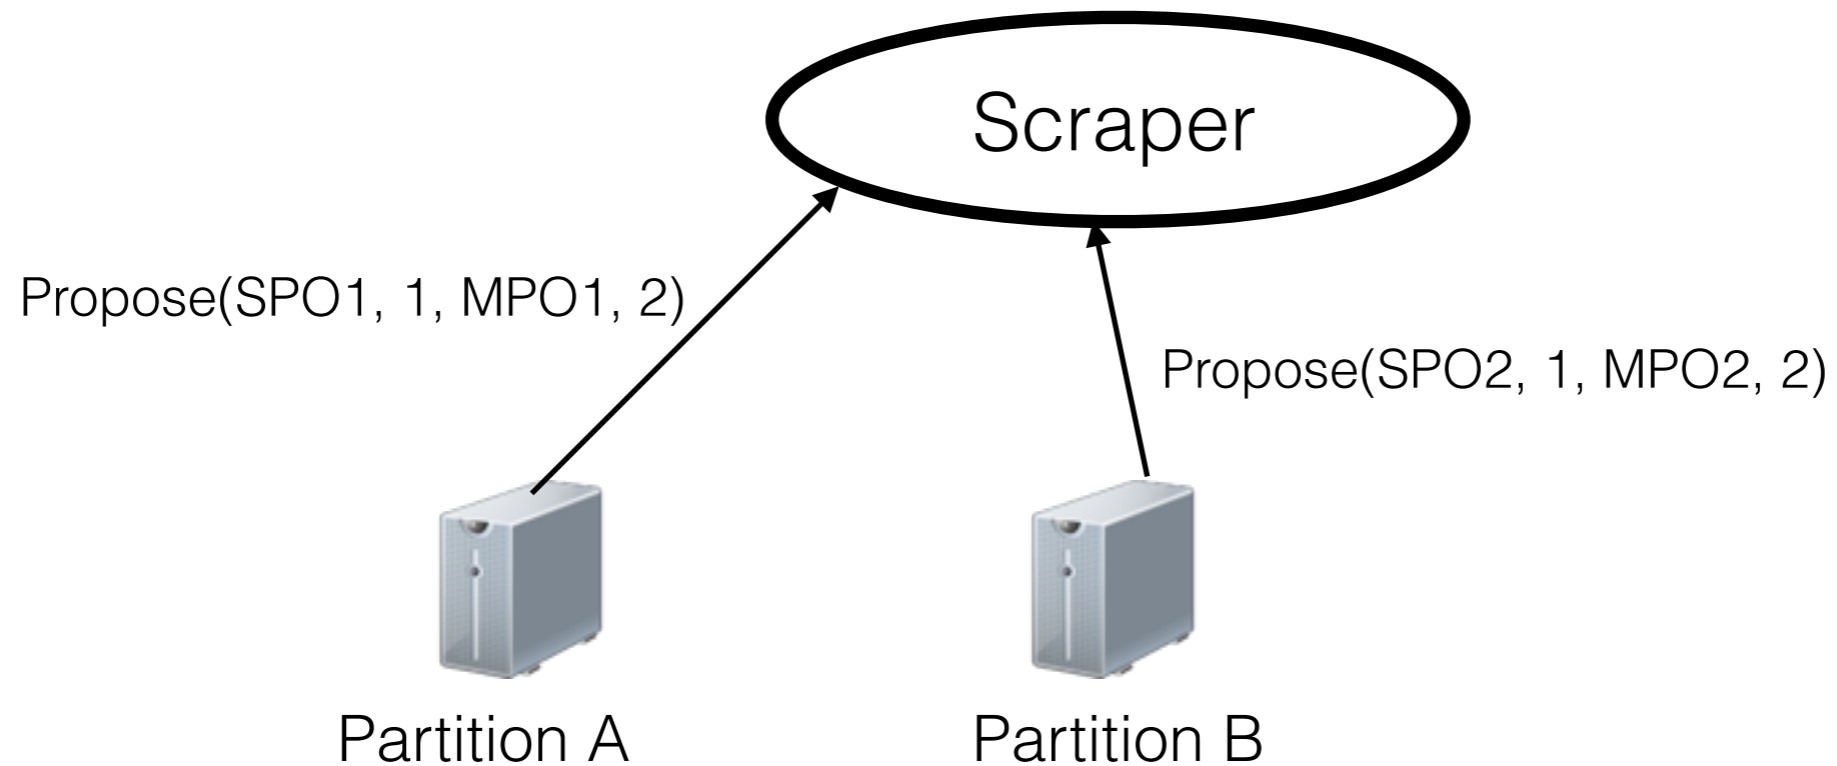 Scraper
Propose(SPO1, 1, MPO1, 2)
Propose(SPO2, 1, MPO2, 2)
Partition A
Partition B